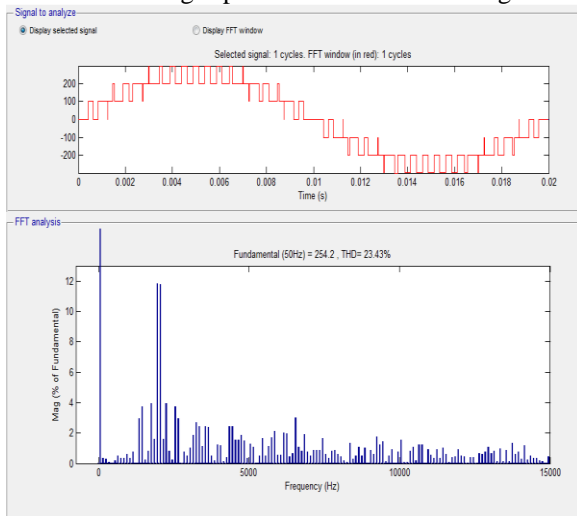 Signal to analyze
Display selected signal Display FFT window
Selected signal: 1 cycles. FFT window (in red): 1 cycles
200
100
0
-100
-200
0 0.002 0.004 0.006 0.008 0.01 0.012 0.014 0.016 0.018 0.02
Time (s)
FFT analysis
Fundamental (50Hz) = 254.2 , THD= 23.43%
12
10
8
6
4
2
0
0 5000 10000 15000
Frequency (Hz)
Mag (% of Fundamental)